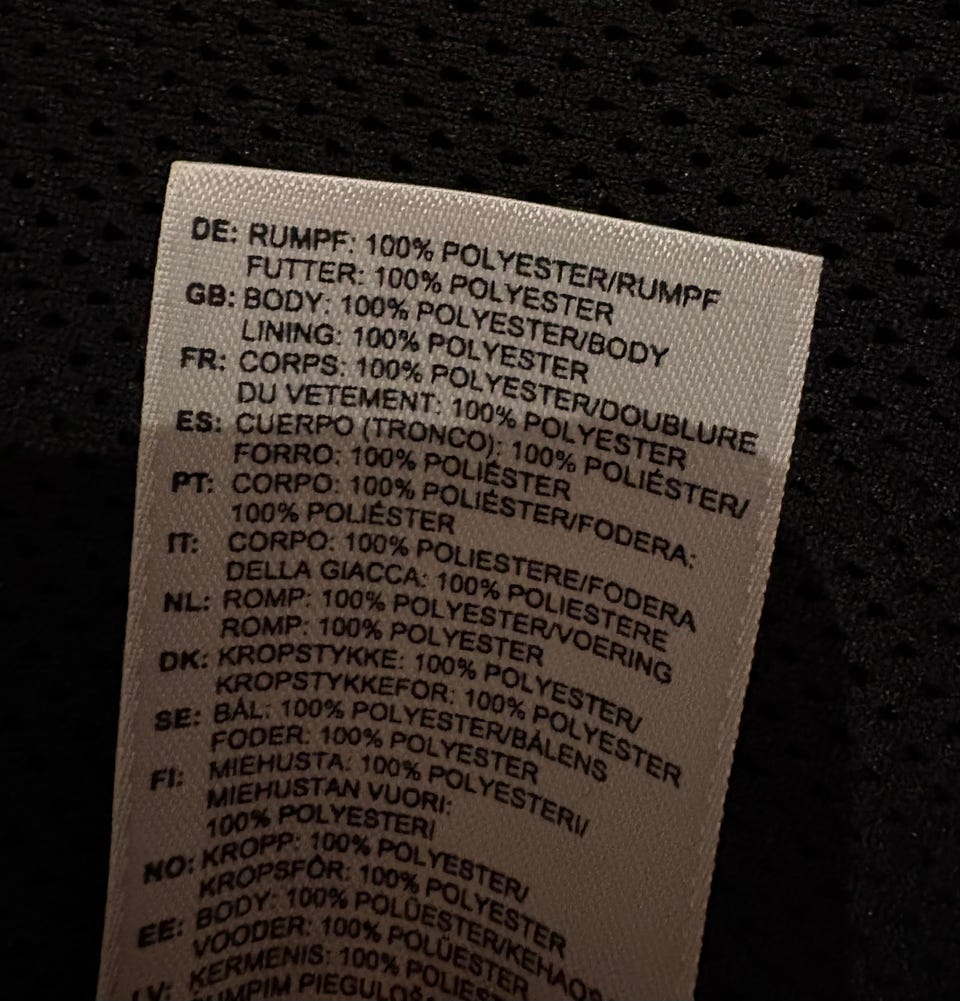 DE: RUMPF: 100% POLYESTER/RUMPF
FUTTER: 100% POLYESTER
GB: BODY: 100% POLYESTER/BODY
LINING: 100% POLYESTER
FR: CORPS: 100% POLYESTER/DOUBLURE
DU VETEMENT: 100% POLYESTER
ES: CUERPO (TRONCO): 100% POLIÉSTER/
FORRO: 100% POLIÉSTER
PT: CORPO: 100% POLIÉSTER/FODERA:
100% POLIÉSTER
IT: CORPO: 100% POLIESTERE/FODERA
DELLA GIACCA: 100% POLIESTERE
NL: ROMP: 100% POLYESTER/VOERING
ROMP: 100% POLYESTER
DK: KROPSTYKKE: 100% POLYESTER/
KROPSTYKKEFOR: 100% POLYESTER
SE: BÅL: 100% POLYESTER/BÅLENS
FODER: 100% POLYESTER
FI: MIEHUSTA: 100% POLYESTERI/
MIEHUSTAN VUORI:
100% POLYESTERI
NO: KROPP: 100% POLYESTER/
KROPSFÔR: 100% POLYESTER
EE: BODY: 100% POLÜESTER/
VOODER: 100% POLÜESTER
LV: KERMENIS: 100%